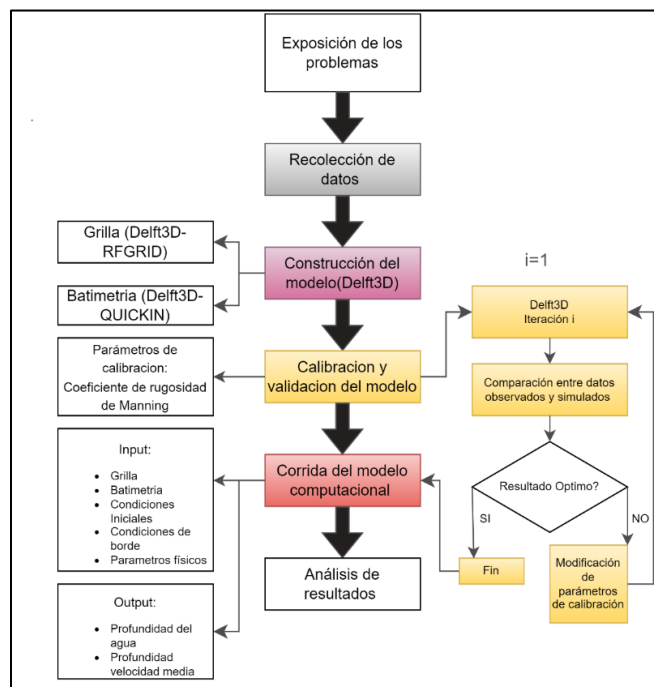 Exposición de los
problemas
Recolección de
datos
Grilla (Delft3D-
RFGRID)
Construcción del
modelo(Delft3D)
i=1
Batimetria (Delft3D-
QUICKIN)
Delft3D
Iteración i
Parámetros de
calibracion:
Coeficiente de rugosidad
de Manning
Calibracion y
validacion del modelo
Comparación entre datos
observados y simulados
Input:
• Grilla
• Batimetria
• Condiciones
Iniciales
• Condiciones de
borde
• Parametros físicos
Corrida del modelo
computacional
Resultado Optimo?
SI
NO
Fin
Modificación
de
parámetros
de calibración
Análisis de
resultados
Output:
• Profundidad del
agua
• Profundidad
velocidad media